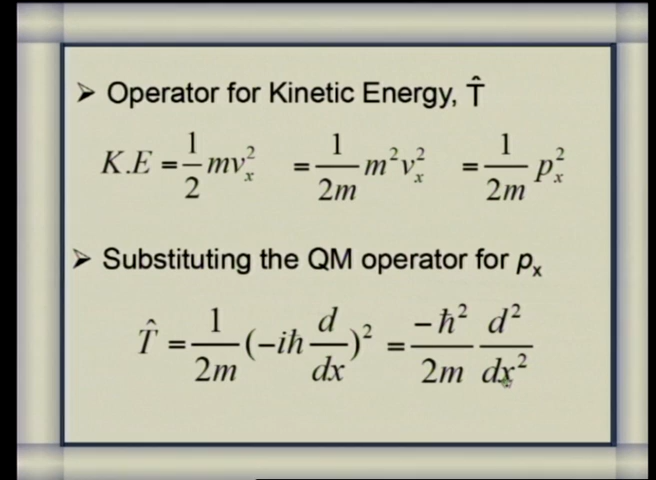 ➢ Operator for Kinetic Energy, T̂
K.E = 1/2 mv_x^2 = 1/2m m^2v_x^2 = 1/2m p_x^2
➢ Substituting the QM operator for p_x
T̂ = 1/2m (-iħ d/dx)^2 = -ħ^2/2m d^2/dx^2